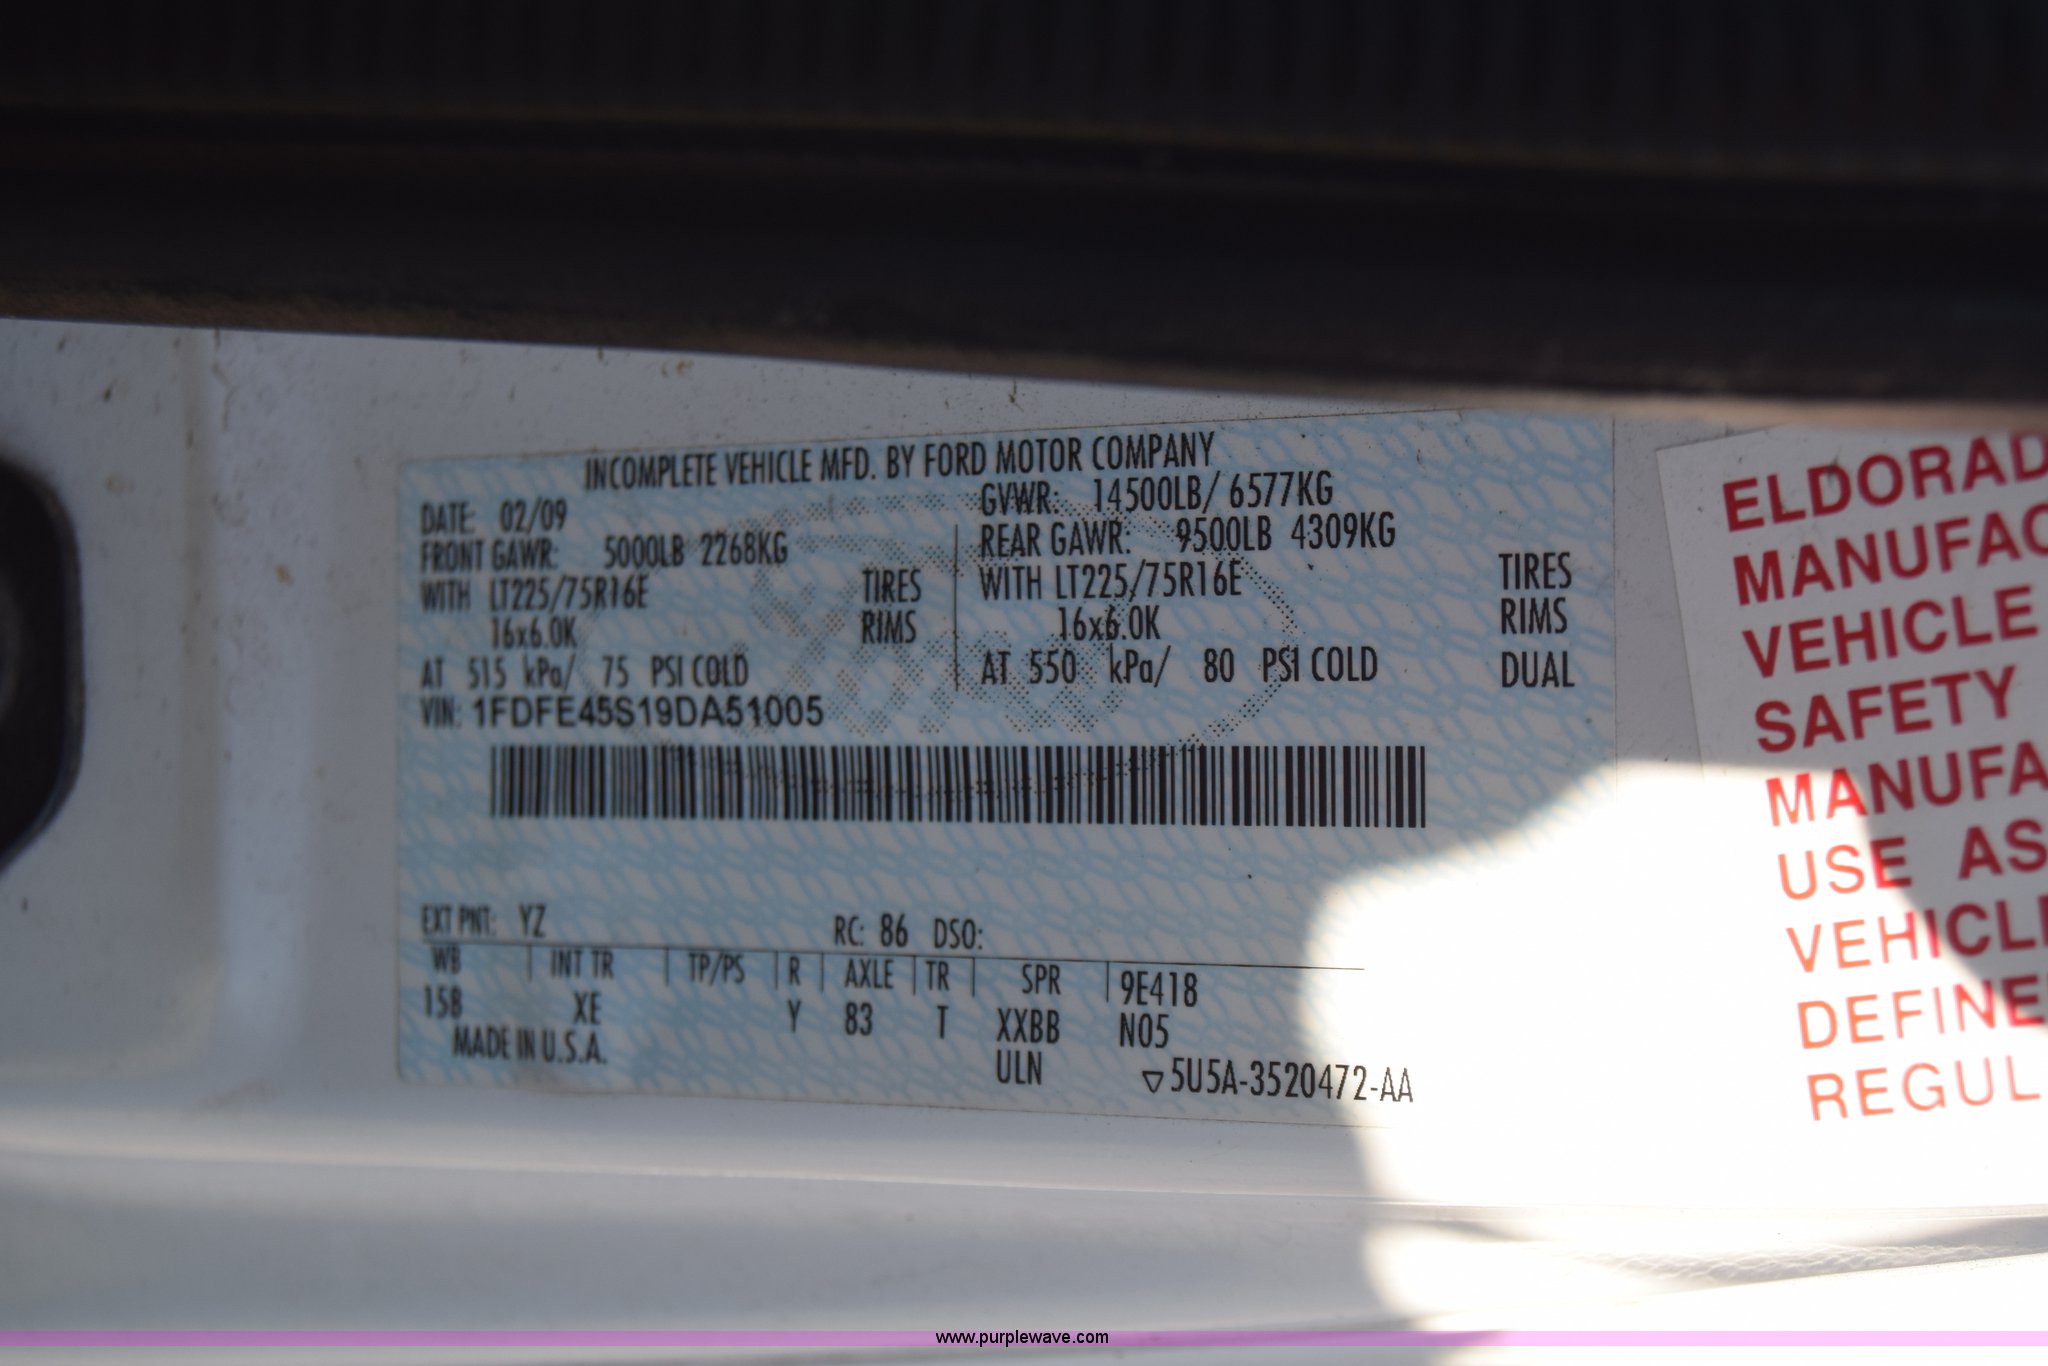 INCOMPLETE VEHICLE MFD. BY FORD MOTOR COMPANY
DATE: 02/09
GVWR: 14500LB/ 6577KG
FRONT GAWR: 5000LB 2268KG
WITH LT225/75R16E TIRES
16x6.0K RIMS
AT 515 kPa/ 75 PSI COLD
REAR GAWR: 9500LB 4309KG
WITH LT225/75R16E TIRES
16x6.0K RIMS
AT 550 kPa/ 80 PSI COLD DUAL
VIN: 1FDFE45S19DA51005
EXT PNT: YZ RC: 86 DSO:
WB INT TR TP/PS R AXLE TR SPR 9E418
158 XE Y 83 T XXBB N05
MADE IN U.S.A. ULN ▽5U5A-3520472-AA
ELDORAD
MANUFAC
VEHICLE
SAFETY
MANUFA
USE AS
VEHICL
DEFINE
REGUL
www.purplewave.com